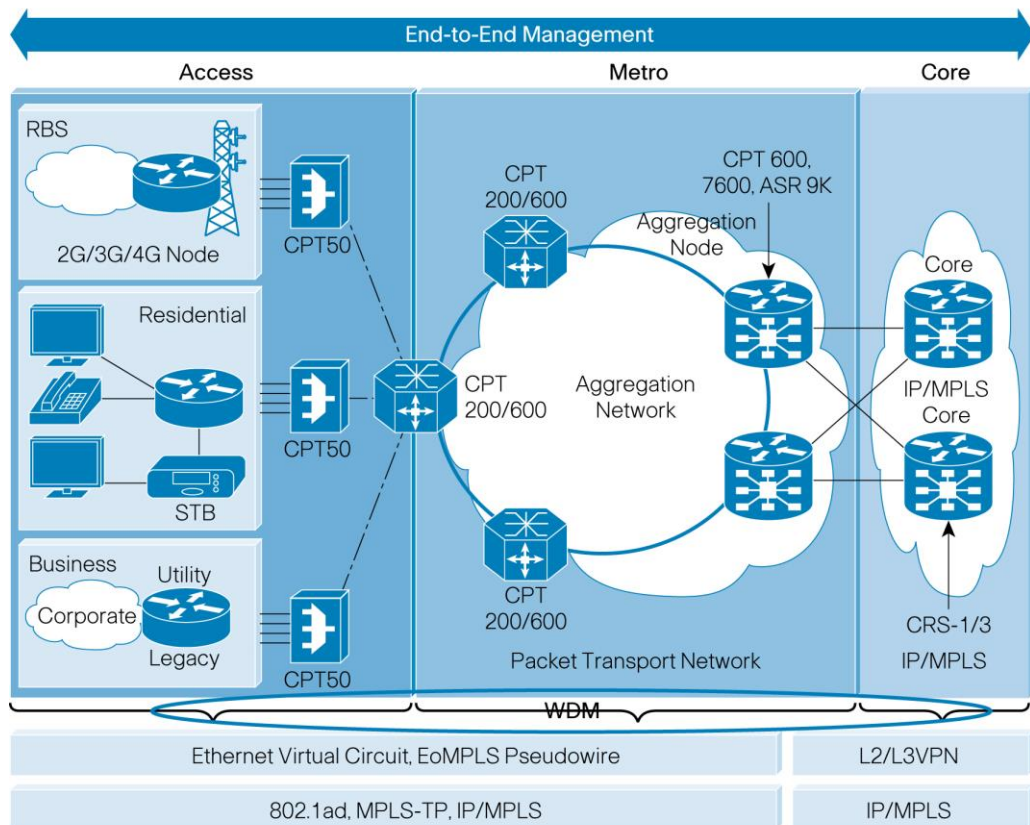 End-to-End Management
Access
Metro
Core
RBS
2G/3G/4G Node
CPT50
Residential
STB
CPT50
Business
Utility
Corporate
Legacy
CPT50
CPT
200/600
CPT
200/600
CPT
200/600
CPT 600,
7600, ASR 9K
Aggregation
Node
Aggregation
Network
Packet Transport Network
Core
IP/MPLS
Core
CRS-1/3
IP/MPLS
WDM
Ethernet Virtual Circuit, EoMPLS Pseudowire
L2/L3VPN
802.1ad, MPLS-TP, IP/MPLS
IP/MPLS